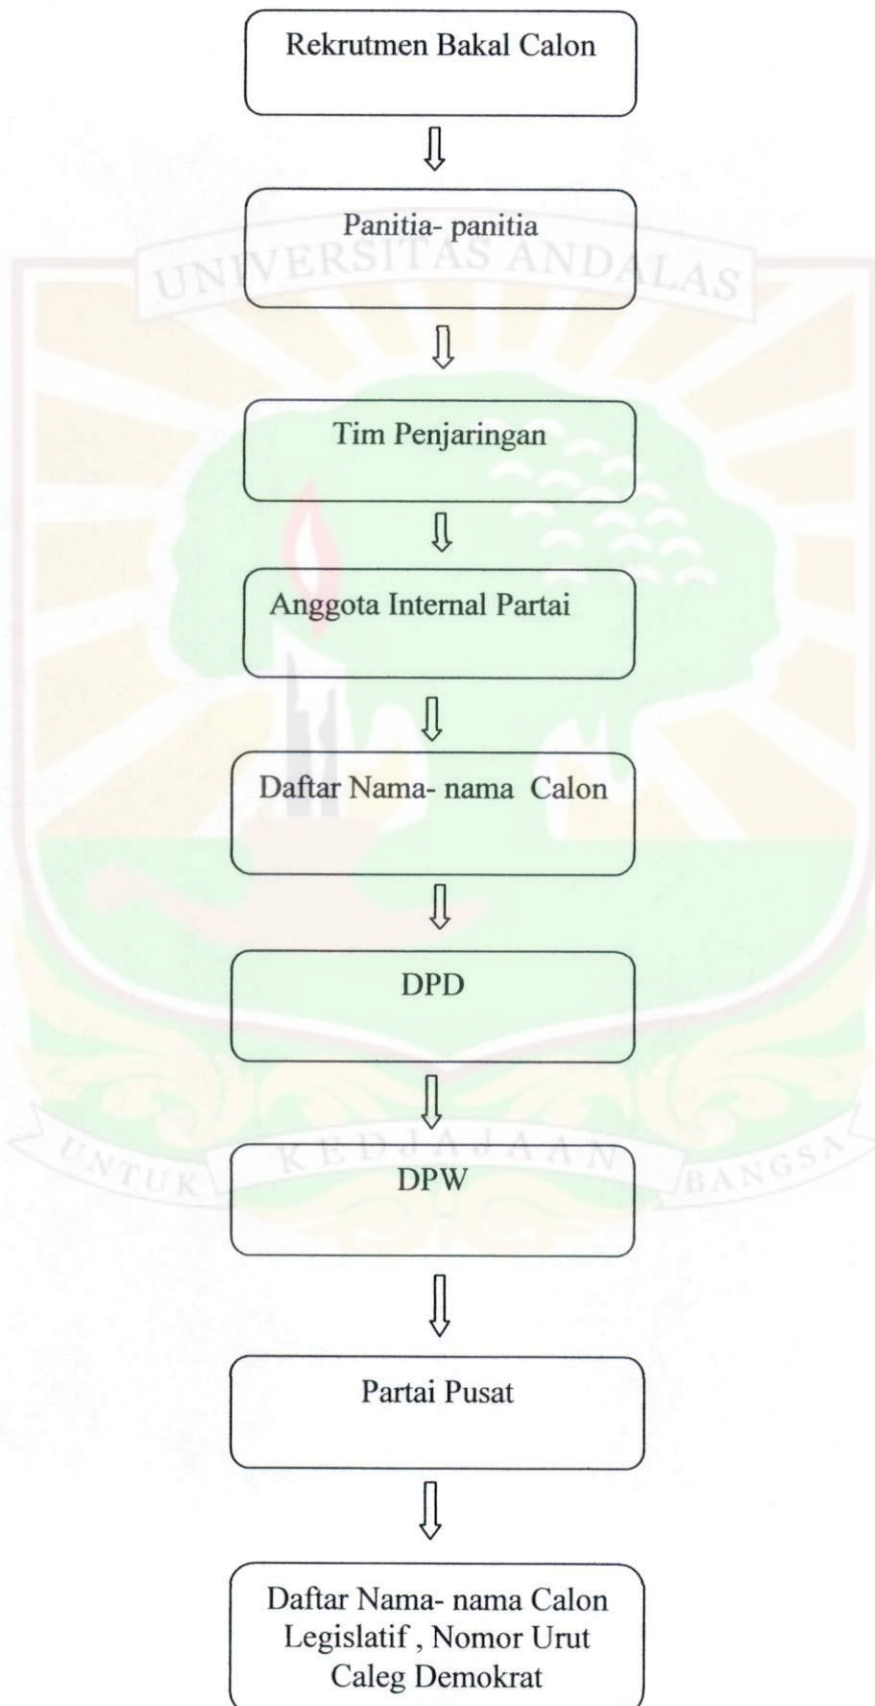 Rekrutmen Bakal Calon
Panitia- panitia
UNIVERSITAS ANDALAS
Tim Penjaringan
Anggota Internal Partai
Daftar Nama- nama Calon
DPD
UNTUK KEDJAJAAN BANGSA
DPW
Partai Pusat
Daftar Nama- nama Calon
Legislatif , Nomor Urut
Caleg Demokrat